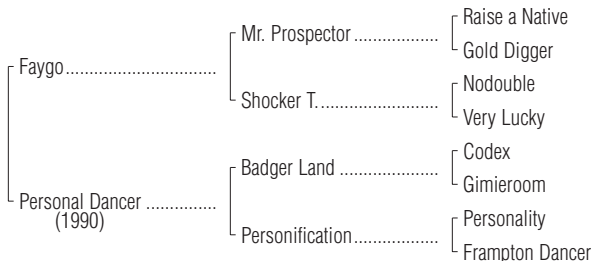 Raise a Native
Mr. Prospector ...................
Gold Digger
Faygo ..................................
Nodouble
Shocker T. ..........................
Very Lucky
Codex
Badger Land ......................
Gimieroom
Personal Dancer ................
(1990)
Personality
Personification ...................
Frampton Dancer